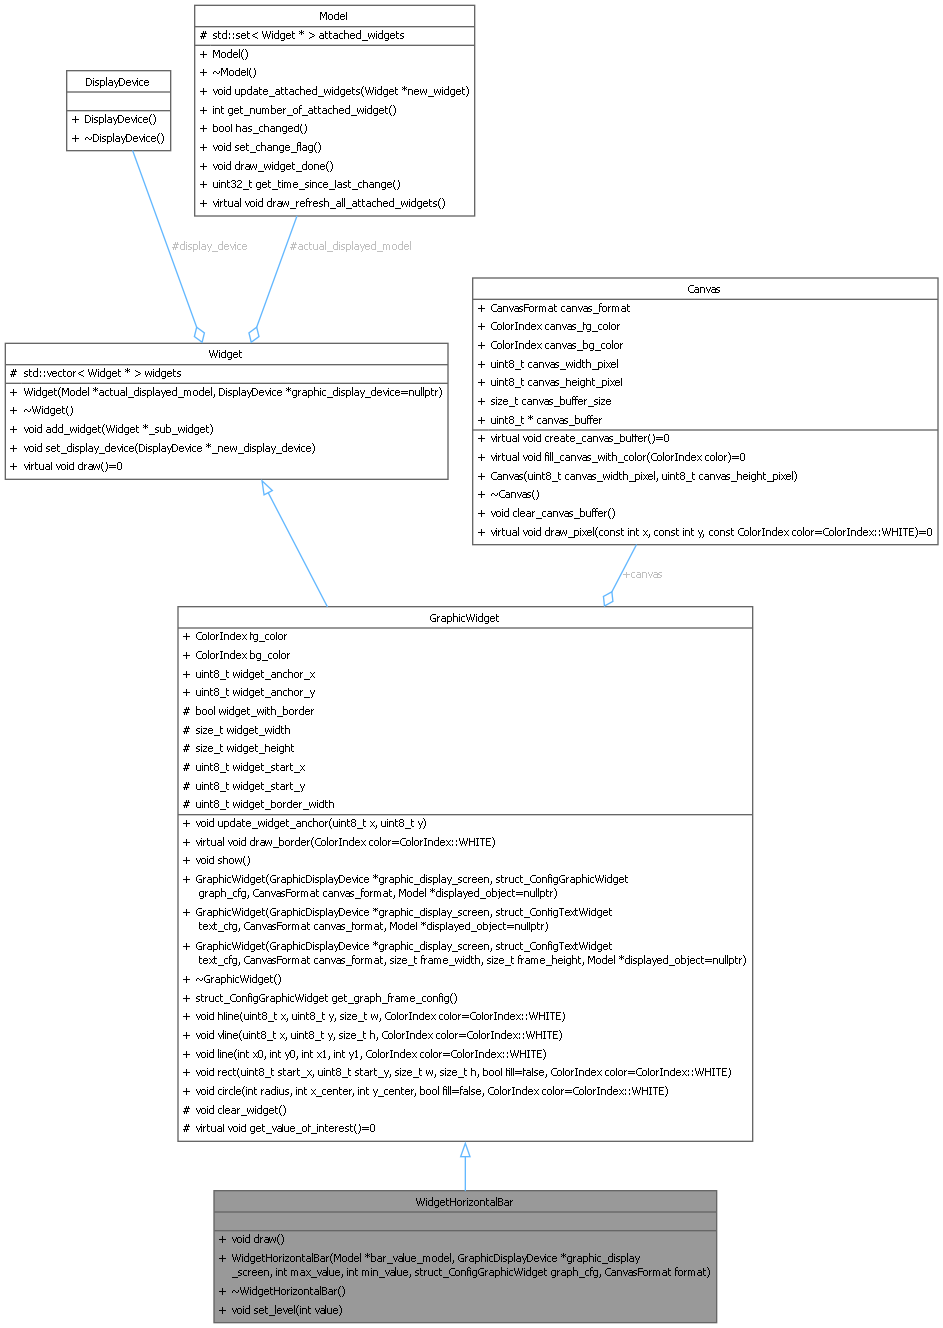 Model
# std::set< Widget * > attached_widgets
+ Model()
+ ~Model()
+ void update_attached_widgets(Widget *new_widget)
+ int get_number_of_attached_widget()
+ bool has_changed()
+ void set_change_flag()
+ void draw_widget_done()
+ uint32_t get_time_since_last_change()
+ virtual void draw_refresh_all_attached_widgets()
DisplayDevice
+ DisplayDevice()
+ ~DisplayDevice()
#display_device
#actual_displayed_model
Canvas
+ CanvasFormat canvas_format
+ ColorIndex canvas_fg_color
+ ColorIndex canvas_bg_color
+ uint8_t canvas_width_pixel
+ uint8_t canvas_height_pixel
+ size_t canvas_buffer_size
+ uint8_t * canvas_buffer
+ virtual void create_canvas_buffer()=0
+ virtual void fill_canvas_with_color(ColorIndex color)=0
+ Canvas(uint8_t canvas_width_pixel, uint8_t canvas_height_pixel)
+ ~Canvas()
+ void clear_canvas_buffer()
+ virtual void draw_pixel(const int x, const int y, const ColorIndex color=ColorIndex::WHITE)=0
Widget
# std::vector< Widget * > widgets
+ Widget(Model *actual_displayed_model, DisplayDevice *graphic_display_device=nullptr)
+ ~Widget()
+ void add_widget(Widget *_sub_widget)
+ void set_display_device(DisplayDevice *_new_display_device)
+ virtual void draw()=0
+canvas
GraphicWidget
+ ColorIndex fg_color
+ ColorIndex bg_color
+ uint8_t widget_anchor_x
+ uint8_t widget_anchor_y
# bool widget_with_border
# size_t widget_width
# size_t widget_height
# uint8_t widget_start_x
# uint8_t widget_start_y
# uint8_t widget_border_width
+ void update_widget_anchor(uint8_t x, uint8_t y)
+ virtual void draw_border(ColorIndex color=ColorIndex::WHITE)
+ void show()
+ GraphicWidget(GraphicDisplayDevice *graphic_display_screen, struct_ConfigGraphicWidget
graph_cfg, CanvasFormat canvas_format, Model *displayed_object=nullptr)
+ GraphicWidget(GraphicDisplayDevice *graphic_display_screen, struct_ConfigTextWidget
text_cfg, CanvasFormat canvas_format, Model *displayed_object=nullptr)
+ GraphicWidget(GraphicDisplayDevice *graphic_display_screen, struct_ConfigTextWidget
text_cfg, CanvasFormat canvas_format, size_t frame_width, size_t frame_height, Model *displayed_object=nullptr)
+ ~GraphicWidget()
+ struct_ConfigGraphicWidget get_graph_frame_config()
+ void hline(uint8_t x, uint8_t y, size_t w, ColorIndex color=ColorIndex::WHITE)
+ void vline(uint8_t x, uint8_t y, size_t h, ColorIndex color=ColorIndex::WHITE)
+ void line(int x0, int y0, int x1, int y1, ColorIndex color=ColorIndex::WHITE)
+ void rect(uint8_t start_x, uint8_t start_y, size_t w, size_t h, bool fill=false, ColorIndex color=ColorIndex::WHITE)
+ void circle(int radius, int x_center, int y_center, bool fill=false, ColorIndex color=ColorIndex::WHITE)
# void clear_widget()
# virtual void get_value_of_interest()=0
WidgetHorizontalBar
+ void draw()
+ WidgetHorizontalBar(Model *bar_value_model, GraphicDisplayDevice *graphic_display
_screen, int max_value, int min_value, struct_ConfigGraphicWidget graph_cfg, CanvasFormat format)
+ ~WidgetHorizontalBar()
+ void set_level(int value)